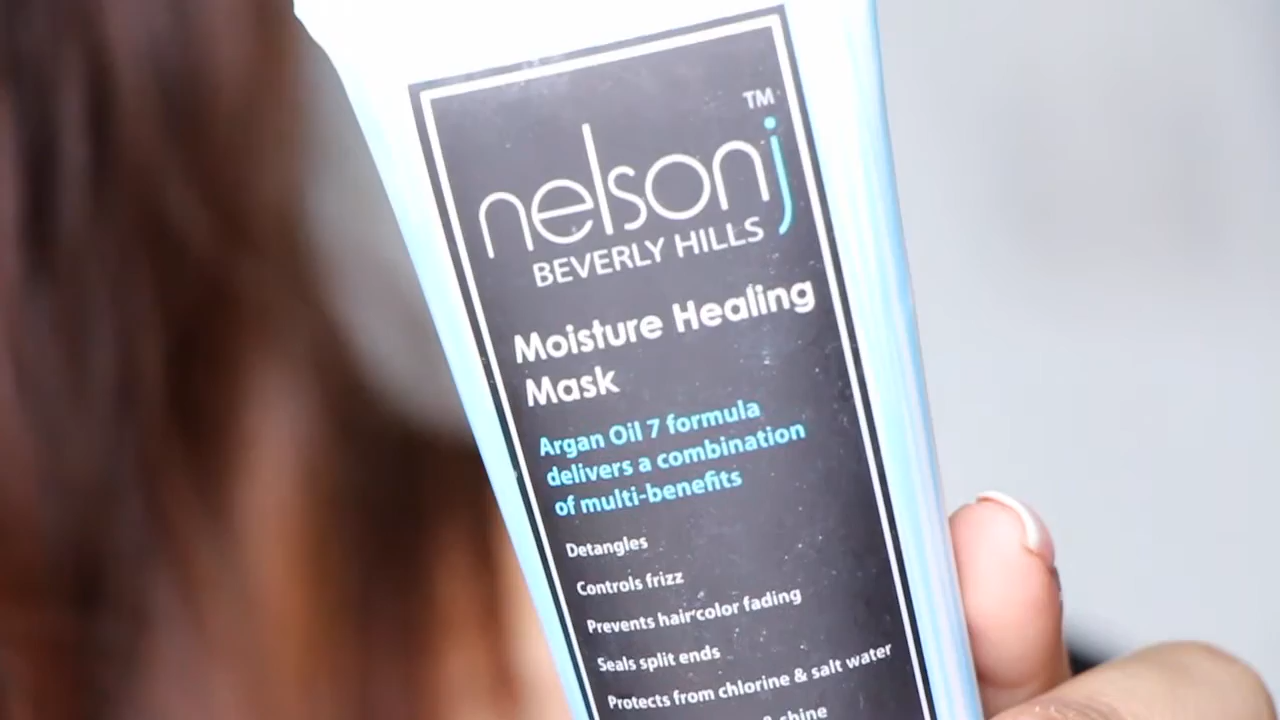 TM
nelsonj
BEVERLY HILLS
Moisture Healing
Mask
Argan Oil 7 formula
delivers a combination
of multi-benefits
Detangles
Controls frizz
Prevents hair color fading
Seals split ends
Protects from chlorine & salt water
& shine